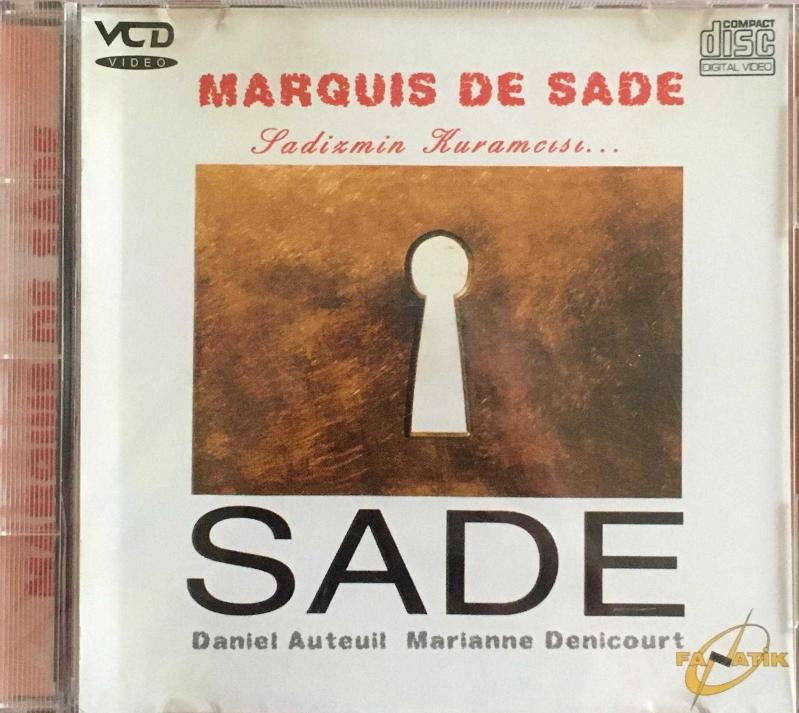 VCD
VIDEO
COMPACT
disc
DIGITAL VIDEO
MARQUIS DE SADE
Sadizmin Kuramcısı...
SADE
Daniel Auteuil Marianne Denicourt
FANATİK
MARQUIS DE SADE